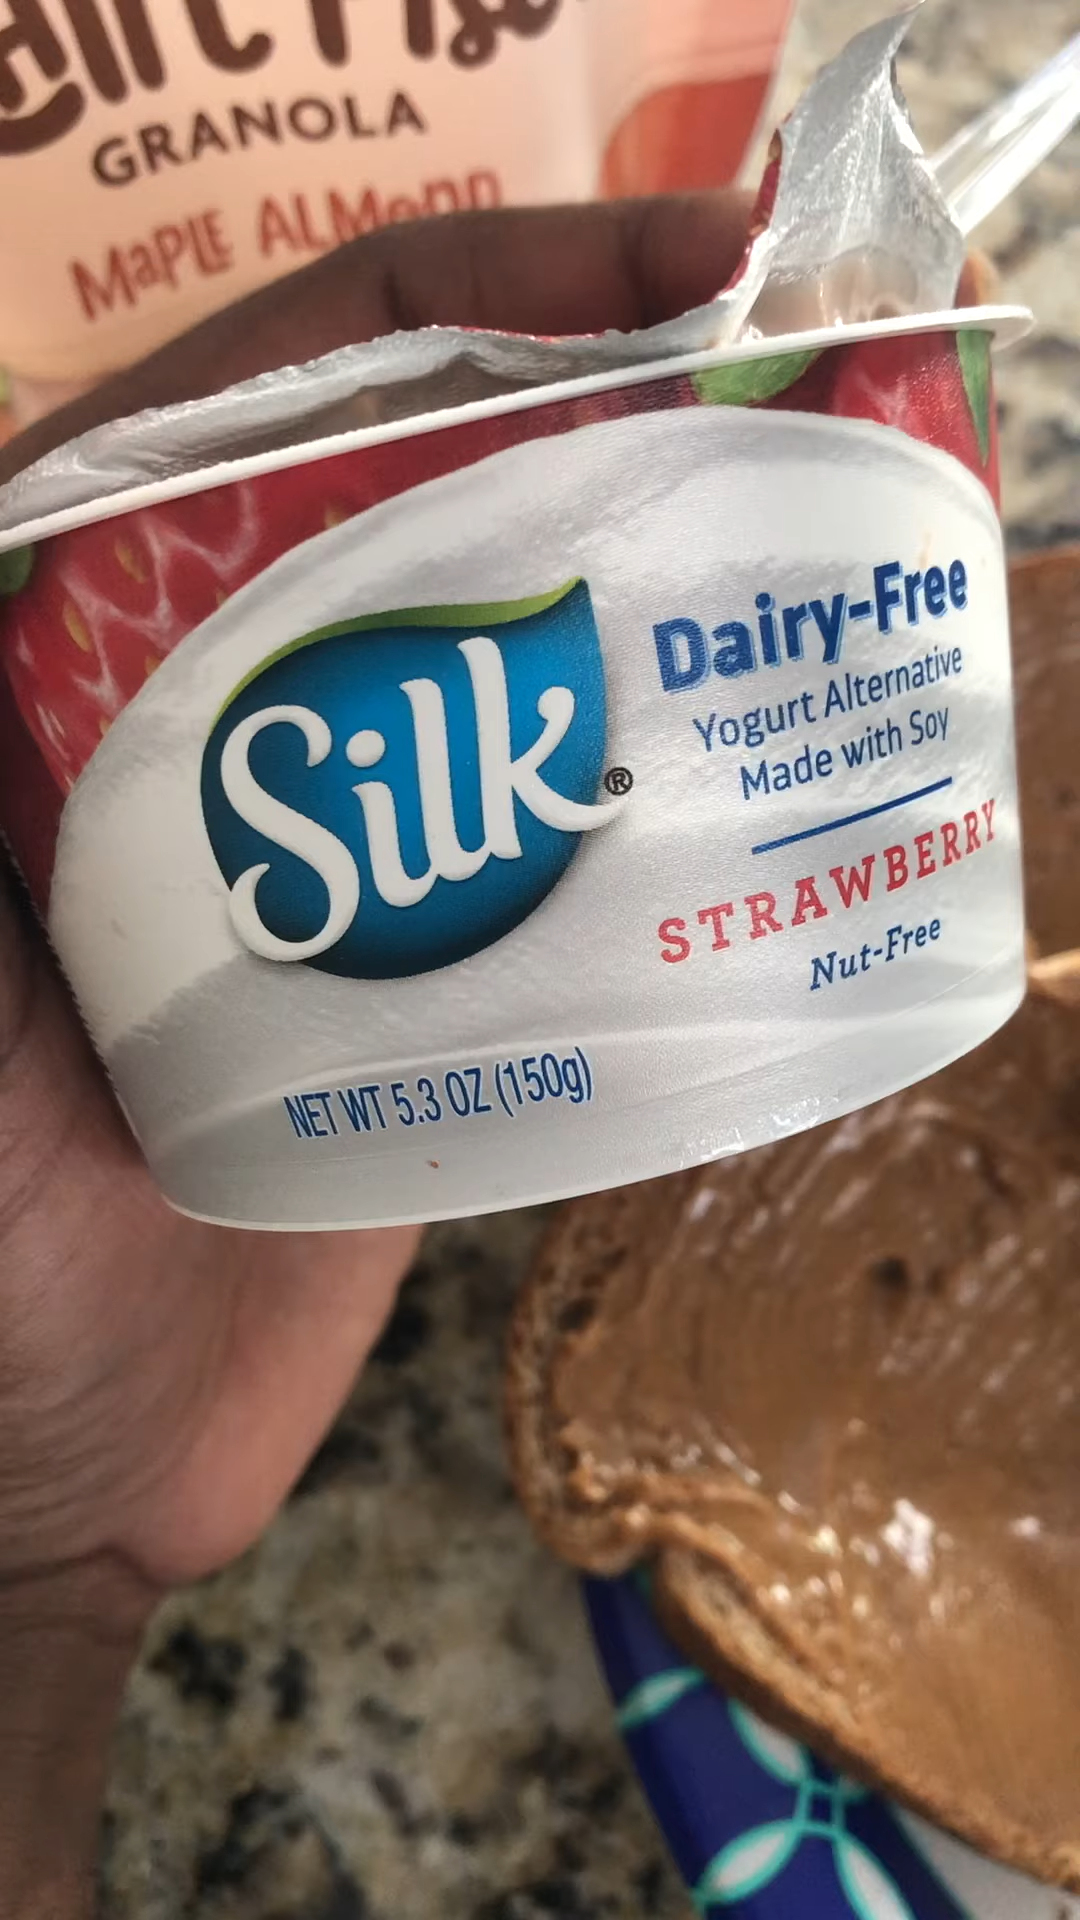 GRANOLA
MAPLE ALMOND
Silk®
Dairy-Free
Yogurt Alternative
Made with Soy
STRAWBERRY
Nut-Free
NET WT 5.3 OZ (150g)